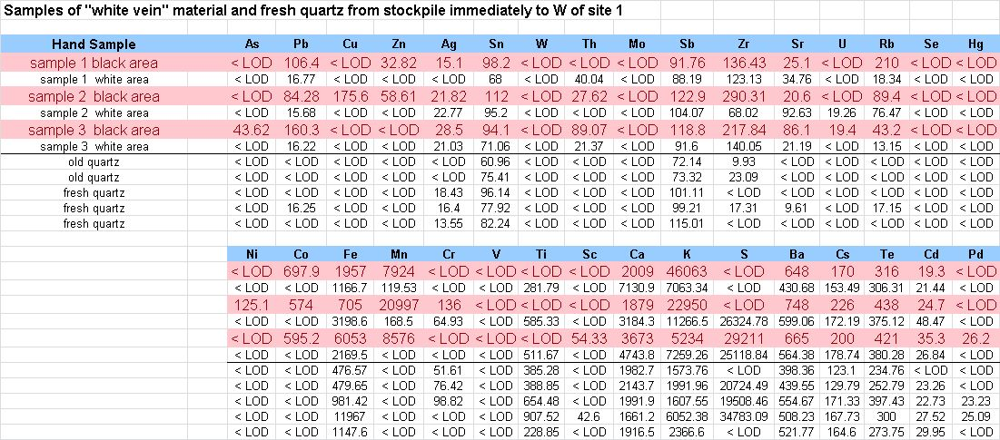 Samples of "white vein" material and fresh quartz from stockpile immediately to W of site 1
Hand Sample As Pb Cu Zn Ag Sn W Th Mo Sb Zr Sr U Rb Se Hg
sample 1 black area < LOD 106.4 < LOD 32.82 15.1 98.2 < LOD < LOD < LOD 91.76 136.43 25.1 < LOD 210 < LOD < LOD
sample 1 white area < LOD 16.77 < LOD < LOD < LOD 68 < LOD 40.04 < LOD 88.19 123.13 34.76 < LOD 18.34 < LOD < LOD
sample 2 black area < LOD 84.28 175.6 58.61 21.82 112 < LOD 27.62 < LOD 122.9 290.31 20.6 < LOD 89.4 < LOD < LOD
sample 2 white area < LOD 15.68 < LOD < LOD 22.77 95.2 < LOD < LOD < LOD 104.07 68.02 92.63 19.26 76.47 < LOD < LOD
sample 3 black area 43.62 160.3 < LOD < LOD 28.5 94.1 < LOD 89.07 < LOD 118.8 217.84 86.1 19.4 43.2 < LOD < LOD
sample 3 white area < LOD 16.22 < LOD < LOD 21.03 71.06 < LOD 21.37 < LOD 91.6 140.05 21.19 < LOD 13.15 < LOD < LOD
old quartz < LOD < LOD < LOD < LOD < LOD 60.96 < LOD < LOD < LOD 72.14 9.93 < LOD < LOD < LOD < LOD < LOD
old quartz < LOD < LOD < LOD < LOD < LOD 75.41 < LOD < LOD < LOD 73.32 23.09 < LOD < LOD < LOD < LOD < LOD
fresh quartz < LOD < LOD < LOD < LOD 18.43 96.14 < LOD < LOD < LOD 101.11 < LOD < LOD < LOD < LOD < LOD < LOD
fresh quartz < LOD 16.25 < LOD < LOD 16.4 77.92 < LOD < LOD < LOD 99.21 17.31 9.61 < LOD 17.15 < LOD < LOD
fresh quartz < LOD < LOD < LOD < LOD 13.55 82.24 < LOD < LOD < LOD 115.01 < LOD < LOD < LOD < LOD < LOD < LOD
Ni Co Fe Mn Cr V Ti Sc Ca K S Ba Cs Te Cd Pd
< LOD 697.9 1957 7924 < LOD < LOD < LOD < LOD 2009 46063 < LOD 648 170 316 19.3 < LOD
< LOD < LOD 1166.7 119.53 < LOD < LOD 281.79 < LOD 7130.9 7063.34 < LOD 430.68 153.49 306.31 21.44 < LOD
125.1 574 705 20997 136 < LOD < LOD < LOD 1879 22950 < LOD 748 226 438 24.7 < LOD
< LOD < LOD 3198.6 168.5 64.93 < LOD 585.33 < LOD 3184.3 11266.5 26324.78 599.06 172.19 375.12 48.47 < LOD
< LOD 595.2 6053 8576 < LOD < LOD < LOD 54.33 3673 5234 29211 665 200 421 35.3 26.2
< LOD < LOD 2169.5 < LOD < LOD < LOD 511.67 < LOD 4743.8 7259.26 25118.84 564.38 178.74 380.28 26.84 < LOD
< LOD < LOD 476.57 < LOD 51.61 < LOD 385.28 < LOD 1982.7 1573.76 < LOD 398.36 123.1 234.76 < LOD < LOD
< LOD < LOD 479.65 < LOD 76.42 < LOD 388.85 < LOD 2143.7 1991.96 20724.49 439.55 129.79 252.79 23.26 < LOD
< LOD < LOD 981.42 < LOD 98.82 < LOD 654.48 < LOD 1991.9 1607.55 19508.46 554.67 171.33 397.43 22.73 23.23
< LOD < LOD 11967 < LOD < LOD < LOD 907.52 42.6 1661.2 6052.38 34783.09 508.23 167.73 300 27.52 25.09
< LOD < LOD 1147.6 < LOD < LOD < LOD 228.85 < LOD 1916.5 2366.6 < LOD 521.77 164.6 273.75 29.95 < LOD